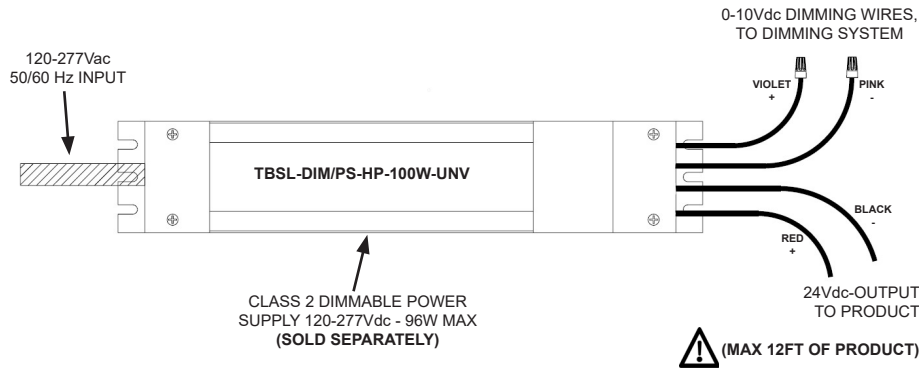 0-10Vdc DIMMING WIRES,
TO DIMMING SYSTEM
120-277Vac
50/60 Hz INPUT
VIOLET
+
PINK
-
TBSL-DIM/PS-HP-100W-UNV
BLACK
-
RED
+
CLASS 2 DIMMABLE POWER
SUPPLY 120-277Vdc - 96W MAX
(SOLD SEPARATELY)
24Vdc-OUTPUT
TO PRODUCT
(MAX 12FT OF PRODUCT)